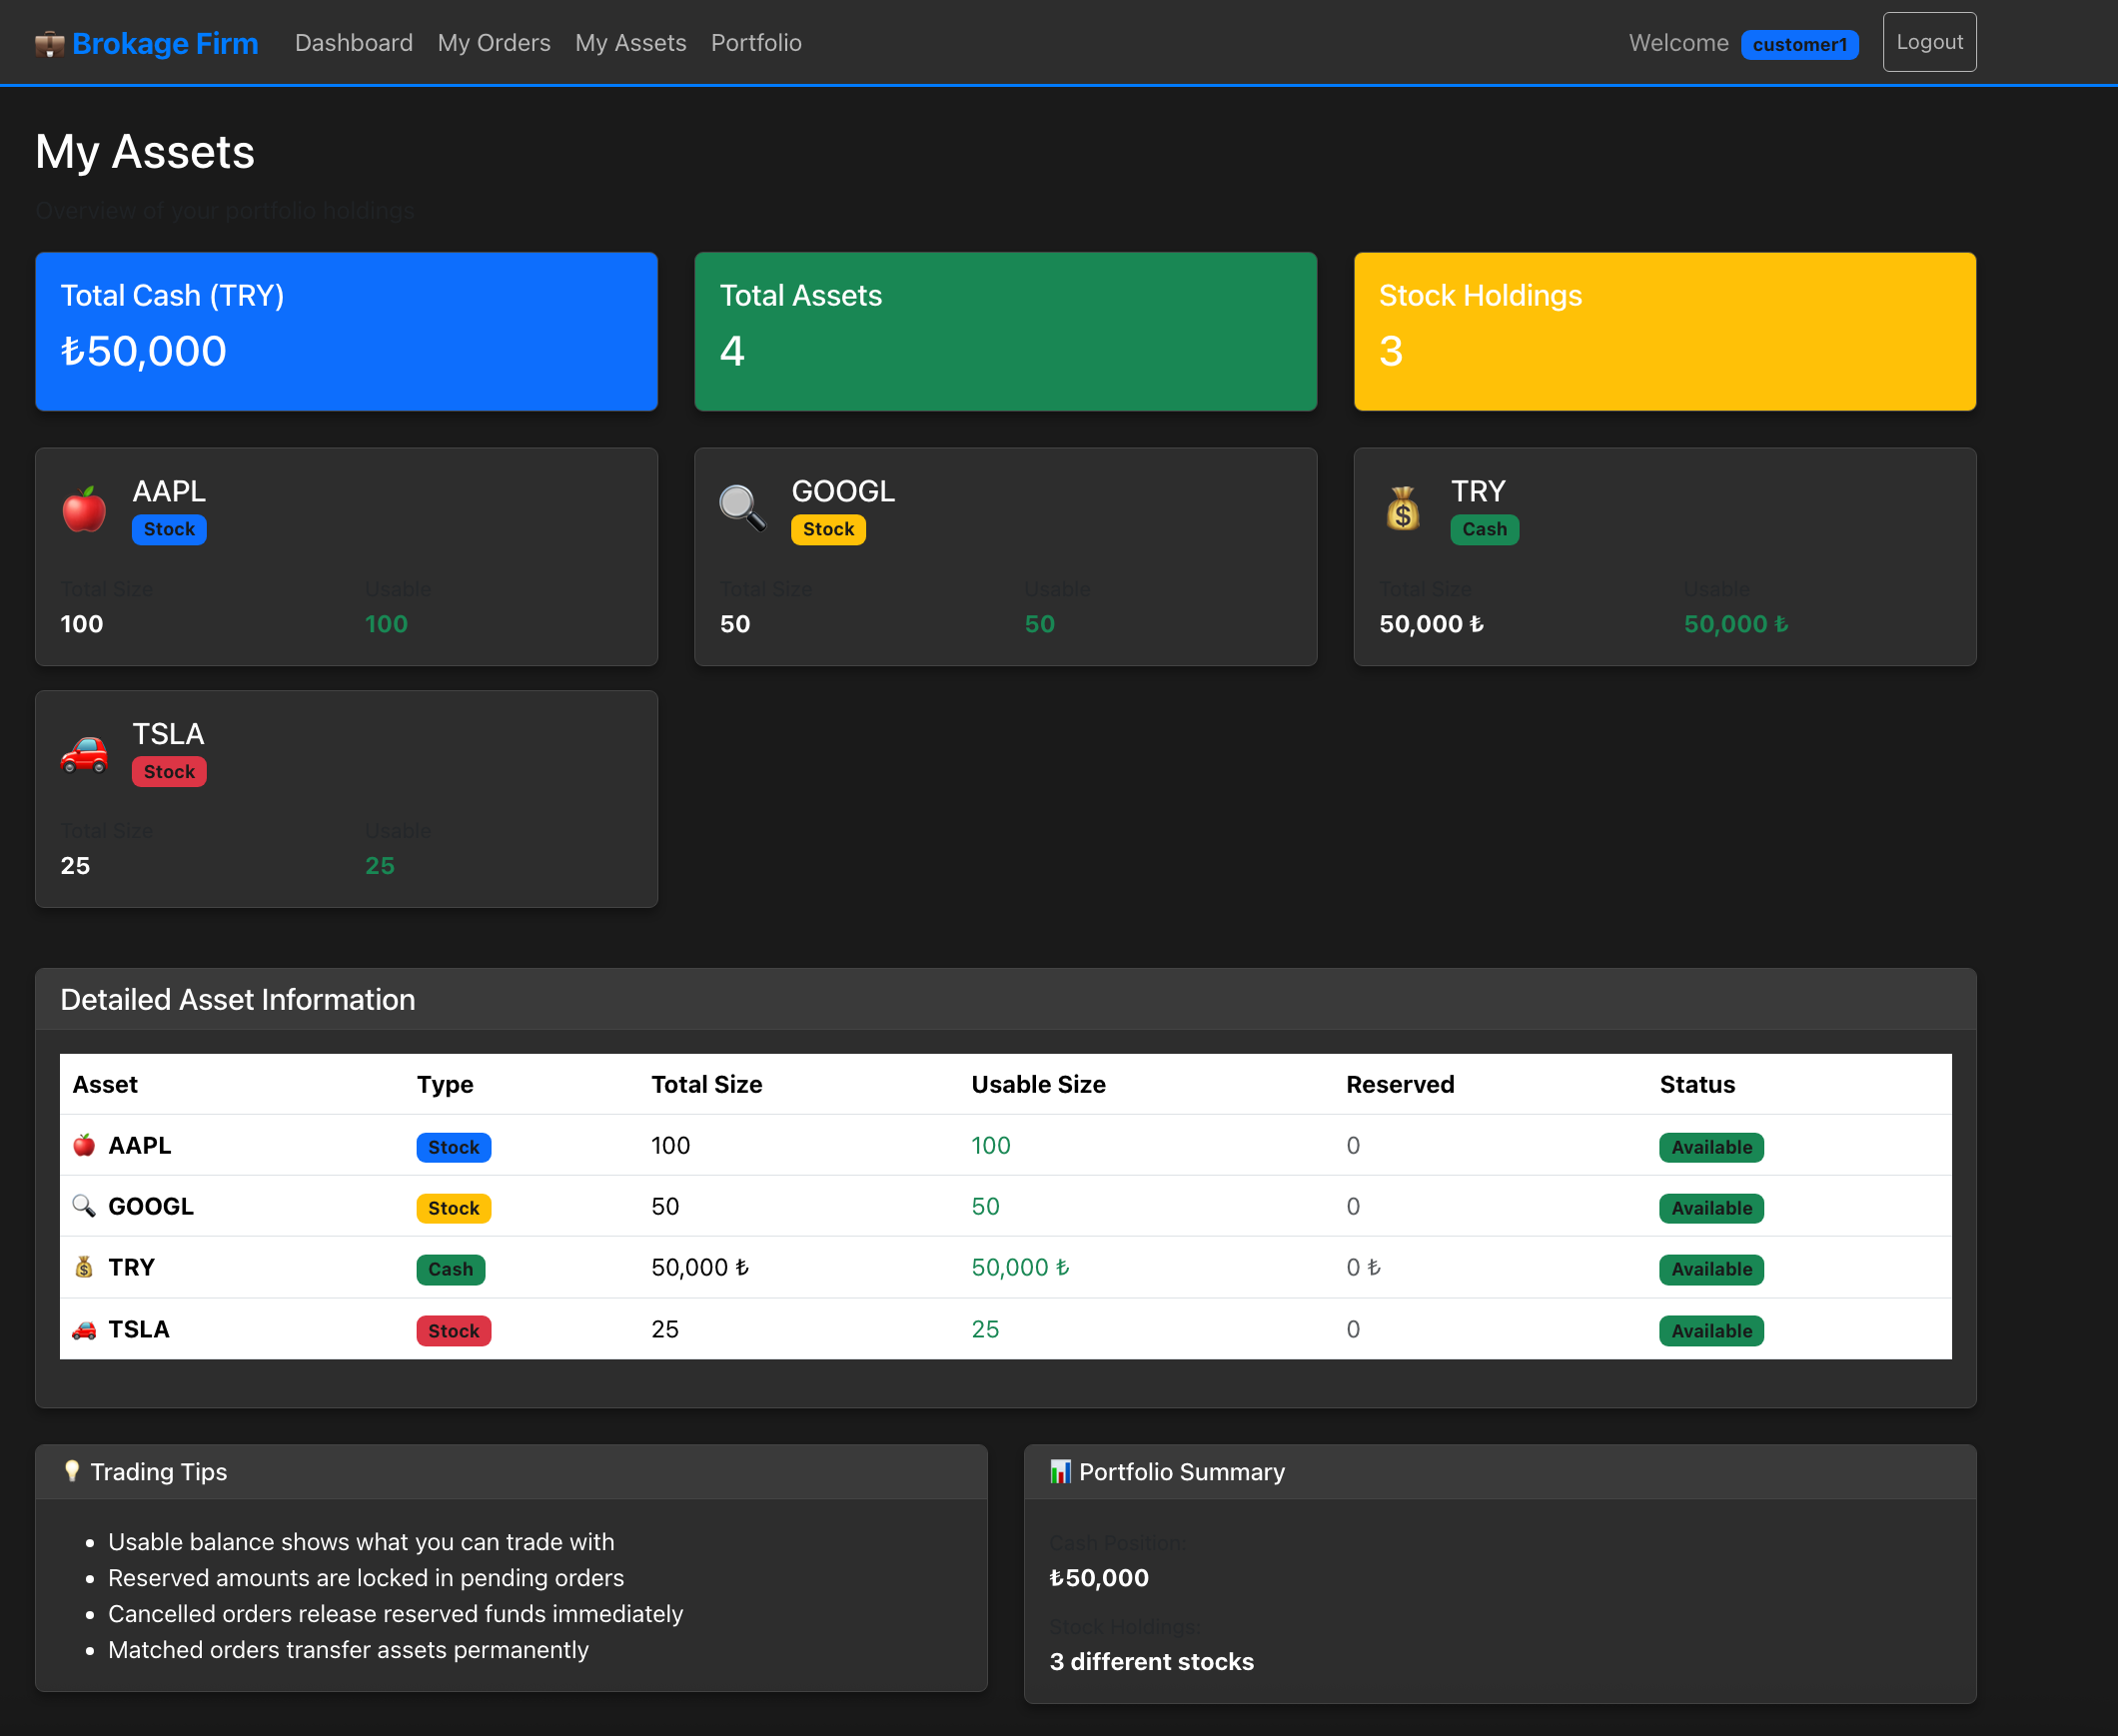 Brokage Firm Dashboard My Orders My Assets Portfolio Welcome customer1 Logout
My Assets
Overview of your portfolio holdings
Total Cash (TRY) Total Assets Stock Holdings
₺50,000 4 3
AAPL GOOGL TRY
Stock Stock Cash
Total Size Usable Total Size Usable Total Size Usable
100 100 50 50 50,000 ₺ 50,000 ₺
TSLA
Stock
Total Size Usable
25 25
Detailed Asset Information
Asset Type Total Size Usable Size Reserved Status
AAPL Stock 100 100 0 Available
GOOGL Stock 50 50 0 Available
TRY Cash 50,000 ₺ 50,000 ₺ 0 ₺ Available
TSLA Stock 25 25 0 Available
Trading Tips
• Usable balance shows what you can trade with
• Reserved amounts are locked in pending orders
• Cancelled orders release reserved funds immediately
• Matched orders transfer assets permanently
Portfolio Summary
Cash Position:
₺50,000
Stock Holdings:
3 different stocks